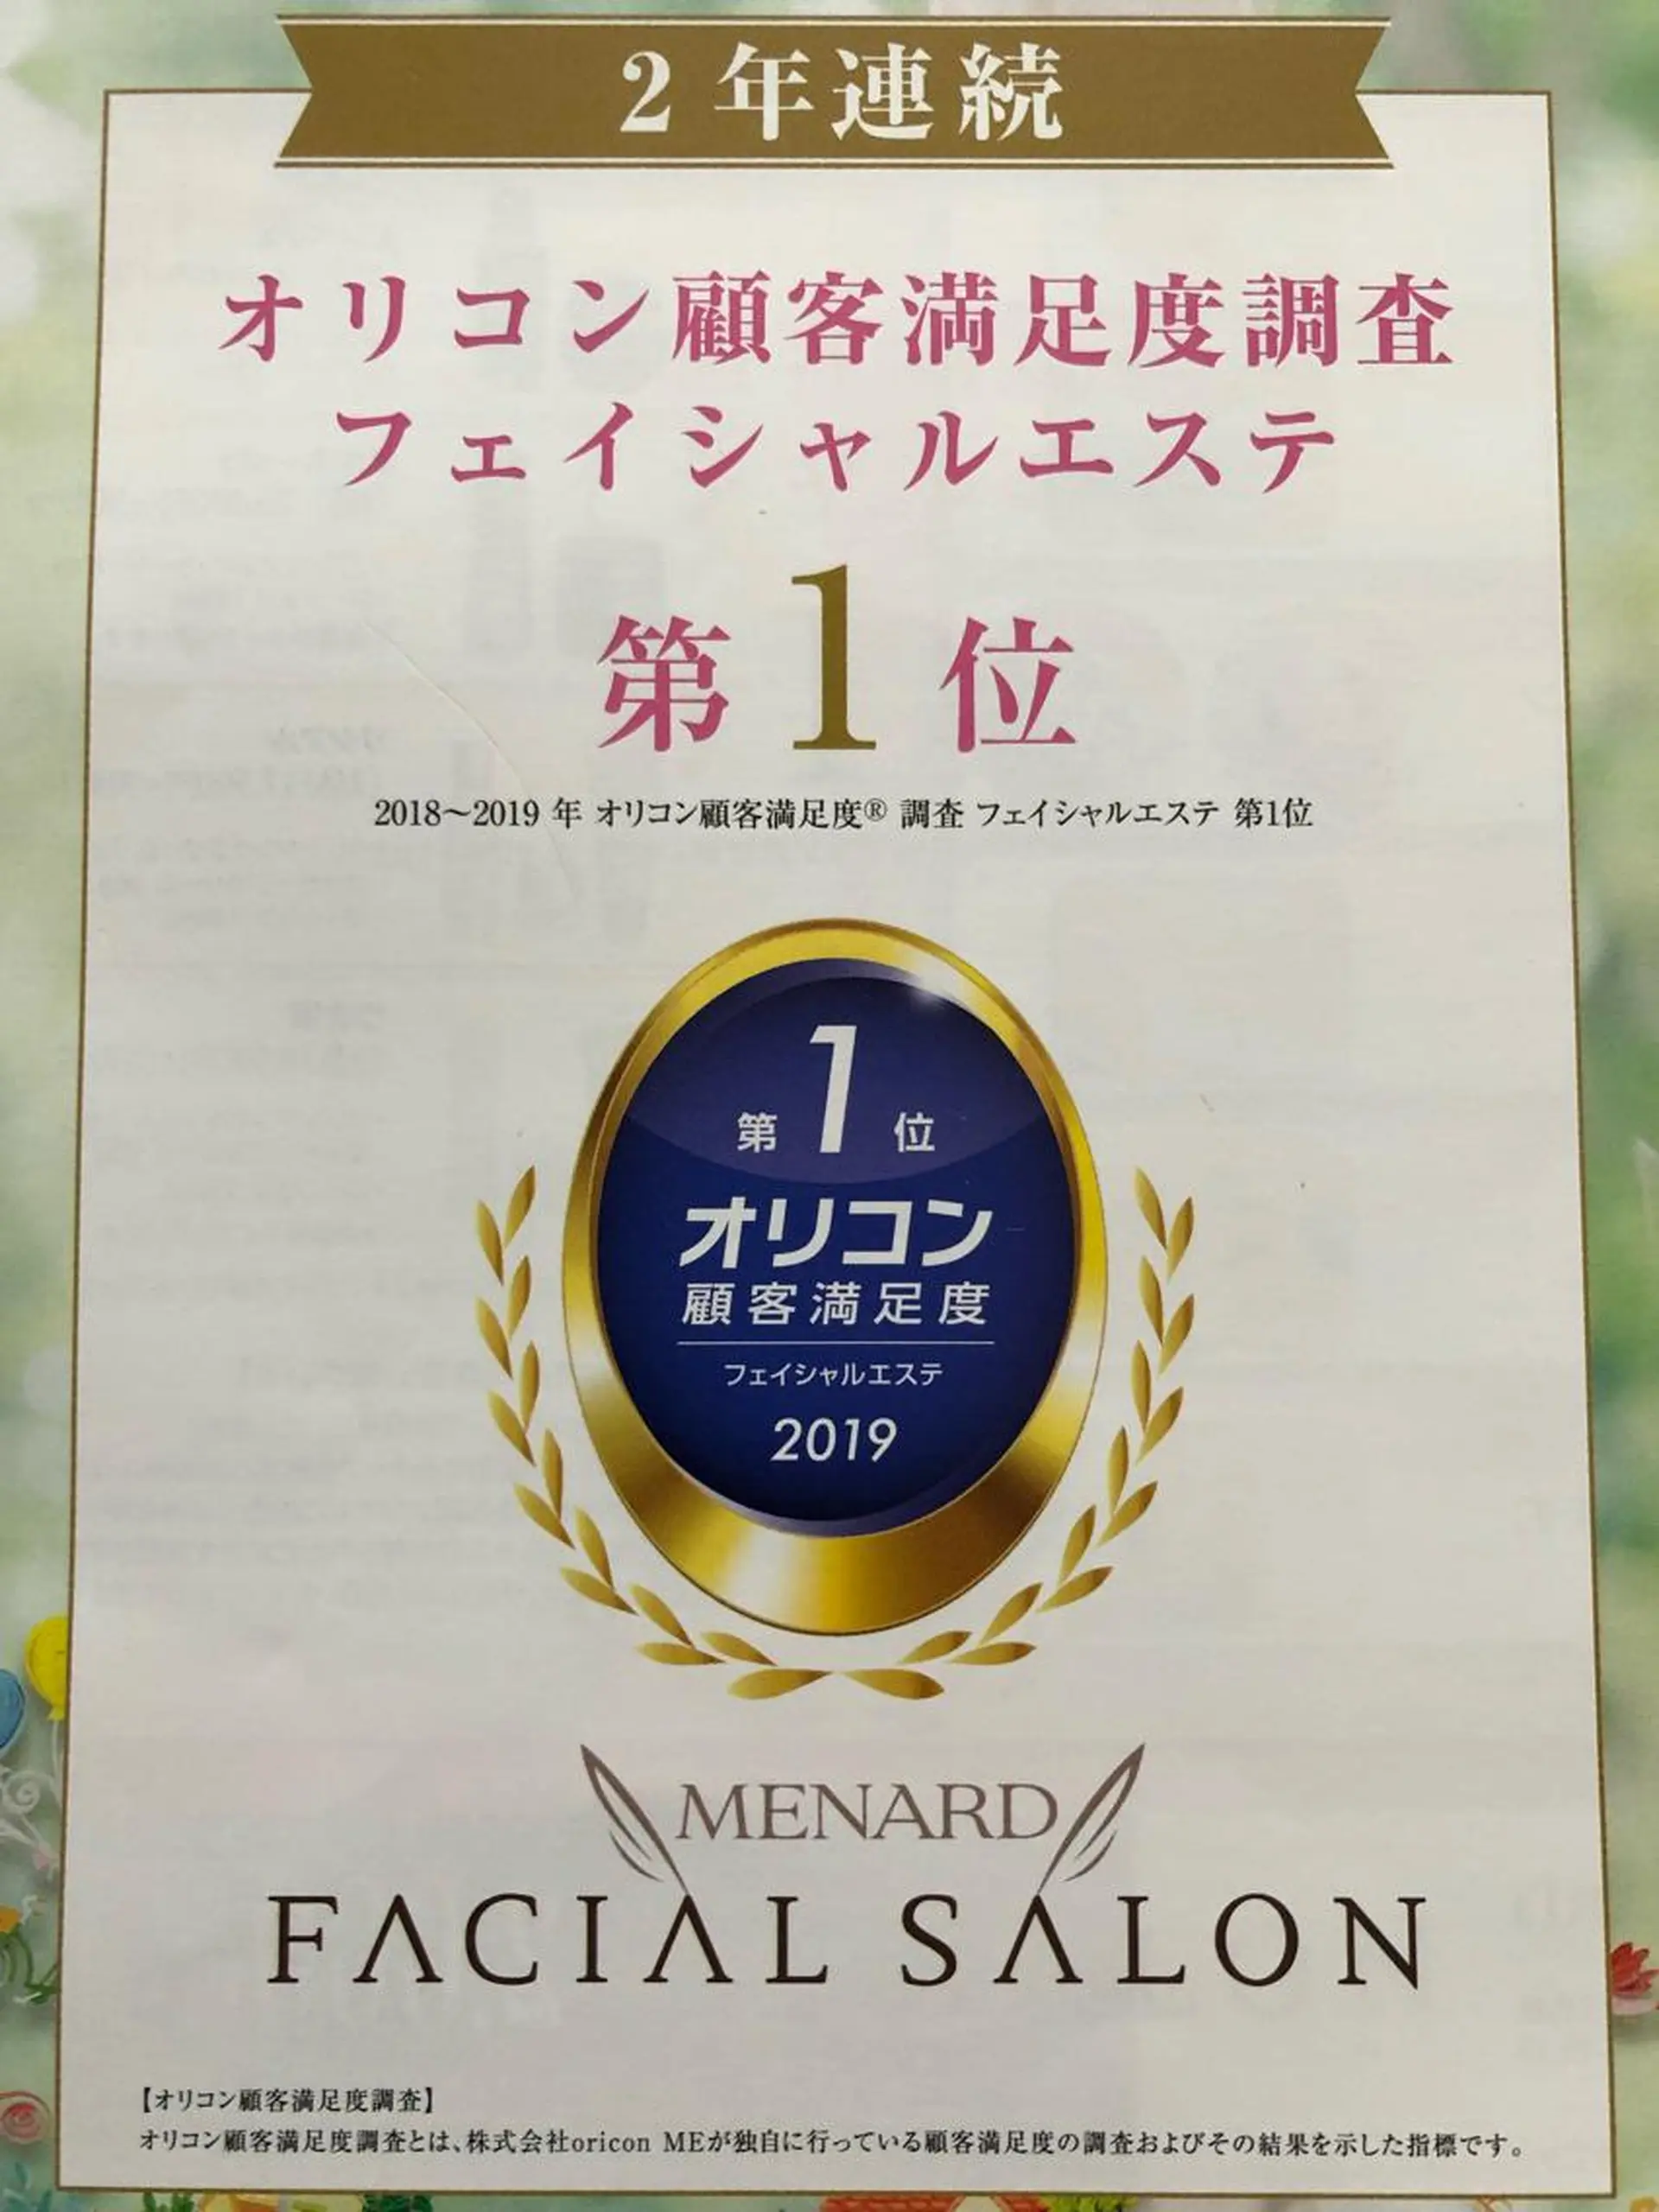 2年連続
オリコン顧客満足度調査
フェイシャルエステ
第1位
2018～2019 年 オリコン顧客満足度® 調査 フェイシャルエステ 第1位
第1位
オリコン
顧客満足度
フェイシャルエステ
2019
MENARD
FACIAL SALON
【オリコン顧客満足度調査】
オリコン顧客満足度調査とは、株式会社oricon MEが独自に行っている顧客満足度の調査およびその結果を示した指標です。